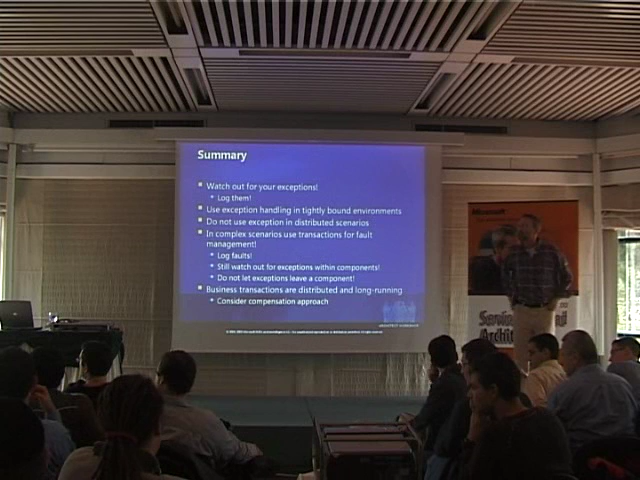 Summary
Watch out for your exceptions!
Log them!
Use exception handling in tightly bound environments
Do not use exception in distributed scenarios
In complex scenarios use transactions for fault
management!
Log faults!
Still watch out for exceptions within components!
Do not let exceptions leave a component!
Business transactions are distributed and long-running
Consider compensation approach
Microsoft